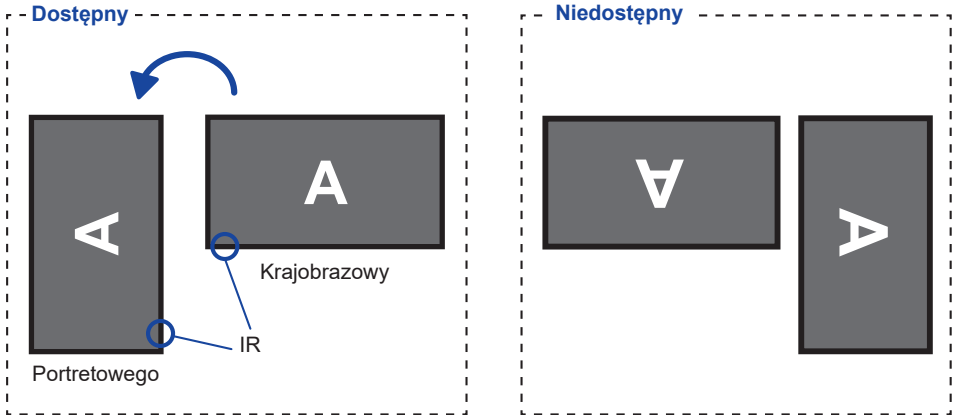 Dostępny
A
A
Krajobrazowy
IR
Portretowego
Niedostępny
A
A